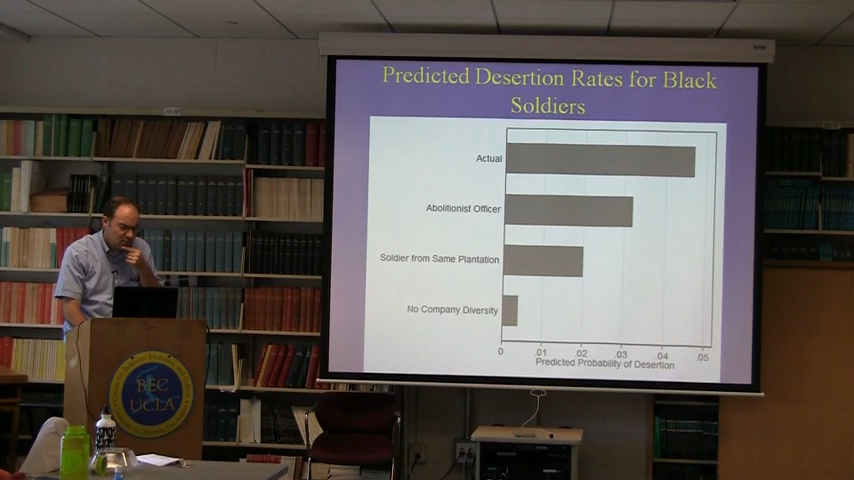 Predicted Desertion Rates for Black
Soldiers
Actual
Abolitionist Officer
Soldier from Same Plantation
No Company Diversity
0 .01 .02 .03 .04 .05
Predicted Probability of Desertion
BEC
UCLA